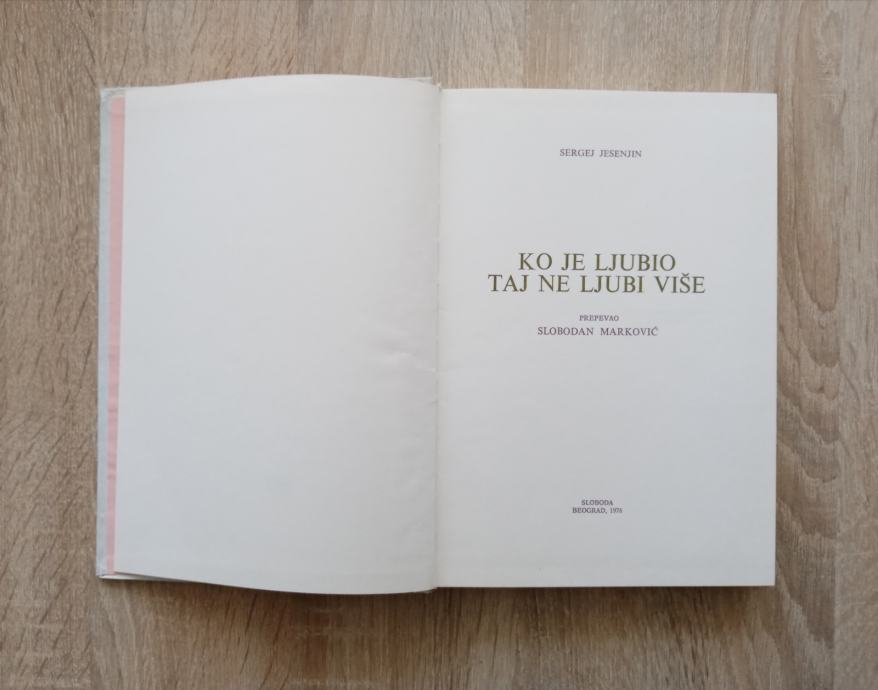 SERGEJ JESENJIN
KO JE LJUBIO
TAJ NE LJUBI VIŠE
PREPEVAO
SLOBODAN MARKOVIĆ
SLOBODA
BEOGRAD, 1976